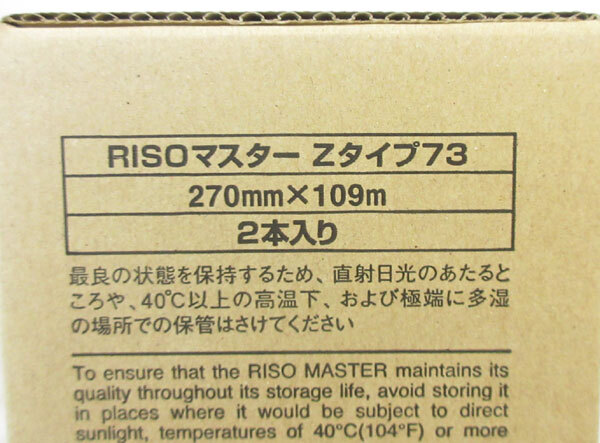 RISOマスター Zタイプ73
270mm×109m
2本入り
最良の状態を保持するため、直射日光のあたると
ころや、40℃以上の高温下、および極端に多湿
の場所での保管はさけてください
To ensure that the RISO MASTER maintains its
quality throughout its storage life, avoid storing it
in places where it would be subject to direct
sunlight, temperatures of 40°C(104°F) or more